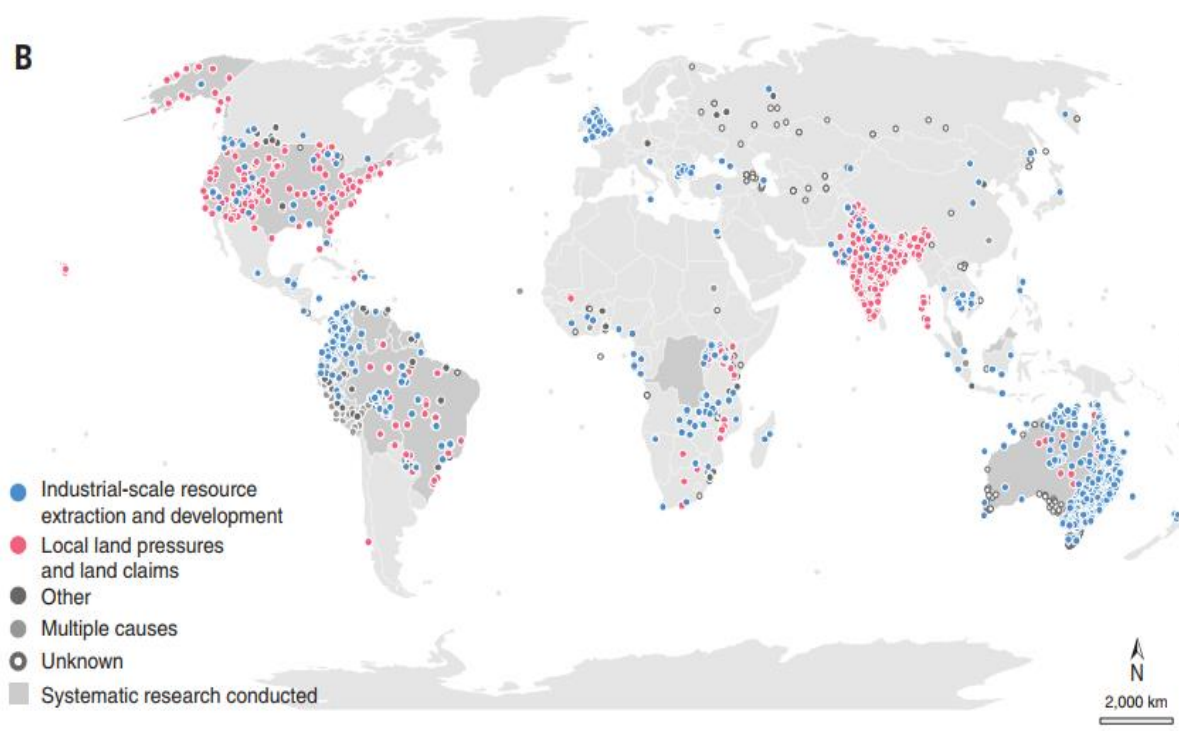 B
Industrial-scale resource
extraction and development
Local land pressures
and land claims
Other
Multiple causes
Unknown
Systematic research conducted
N
2,000 km